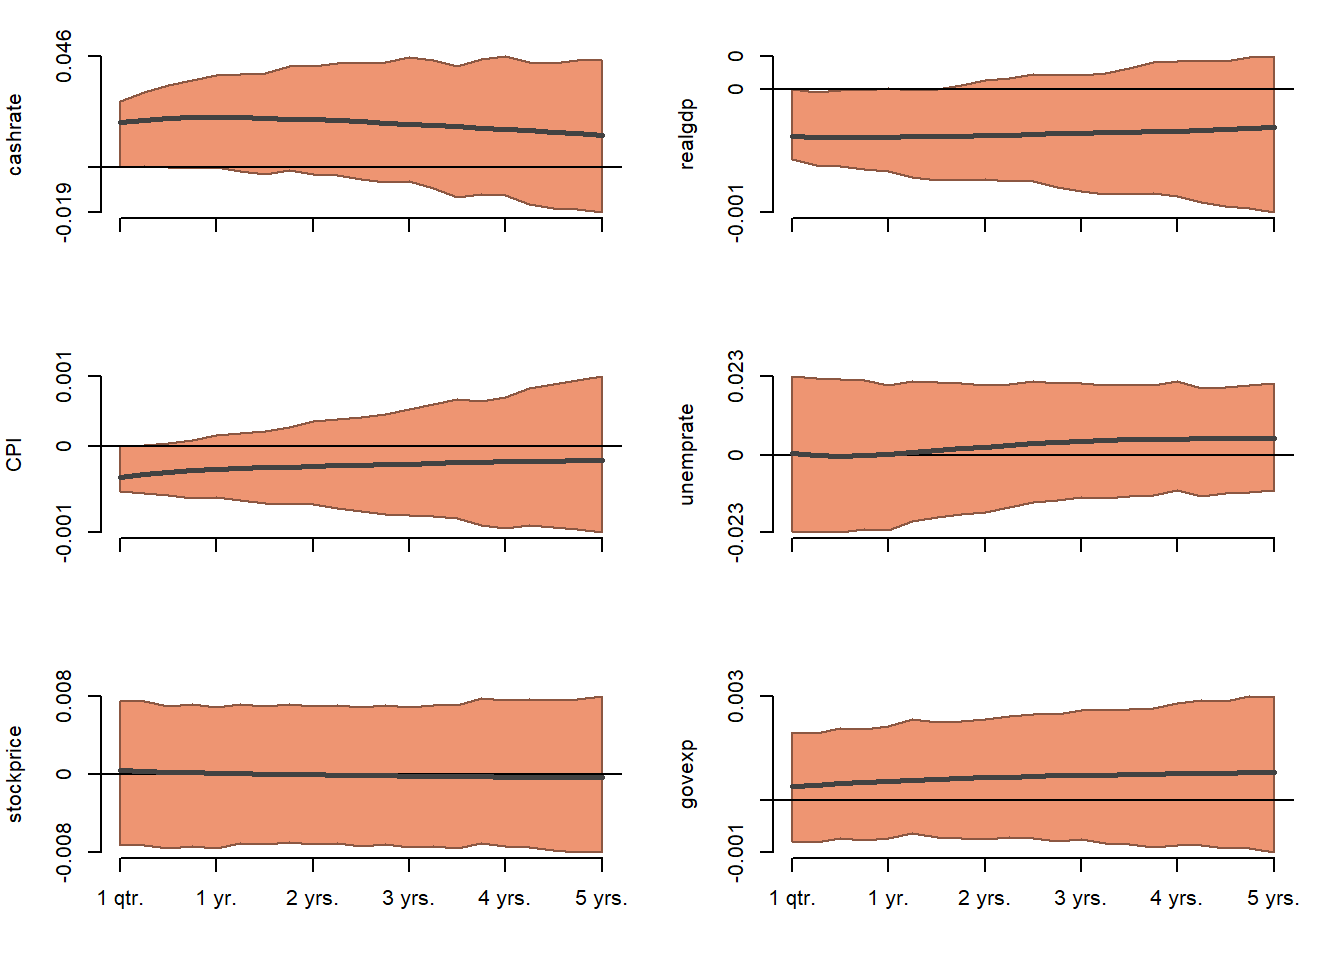 cashrate
0.046
-0.019
realgdp
0
0
-0.001
CPI
0.001
0
-0.001
unemprate
0.023
0
-0.023
stockprice
0.008
0
-0.008
1 qtr. 1 yr. 2 yrs. 3 yrs. 4 yrs. 5 yrs.
govexp
0.003
-0.001
1 qtr. 1 yr. 2 yrs. 3 yrs. 4 yrs. 5 yrs.